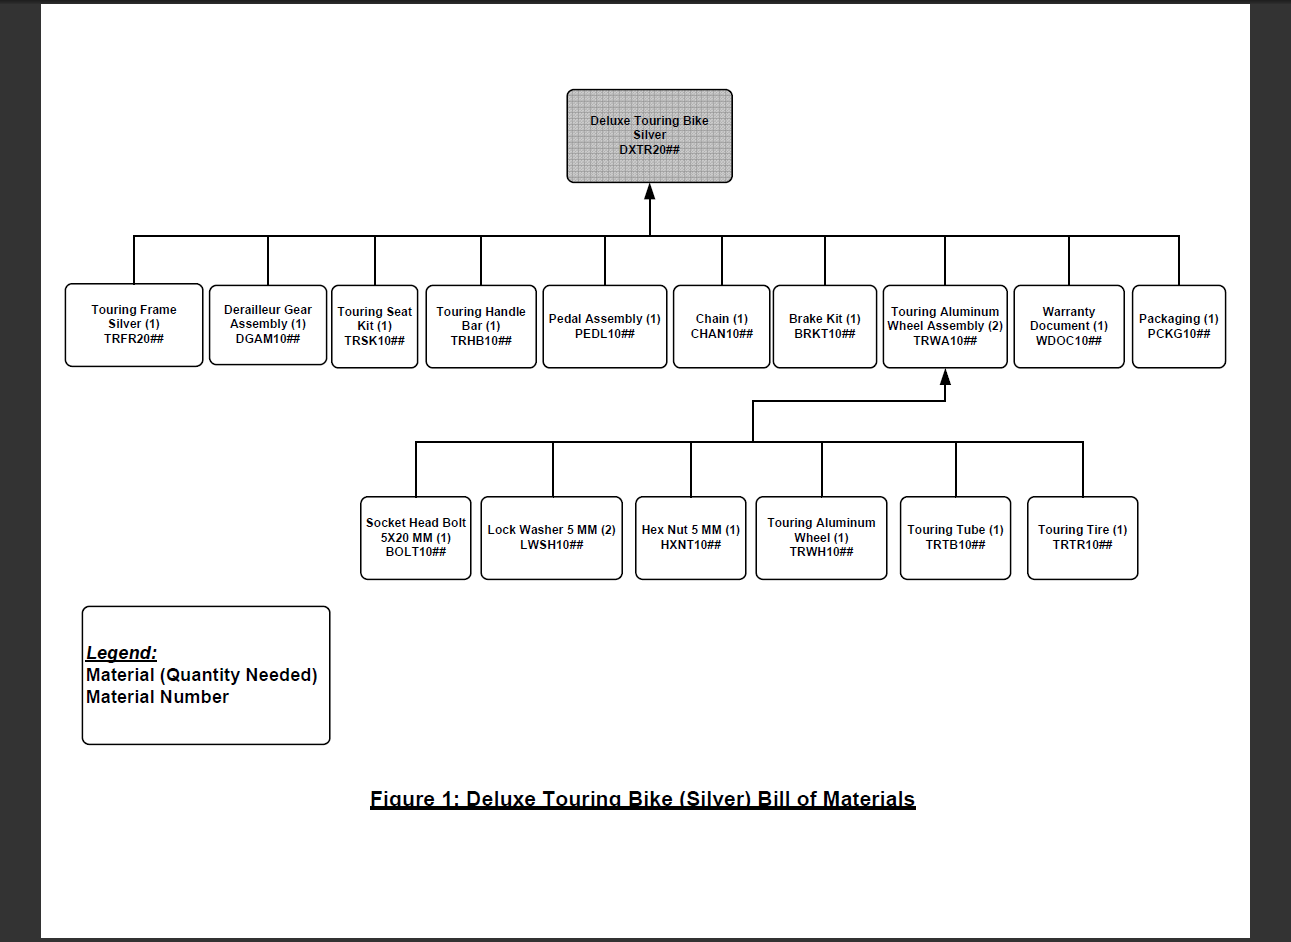 Deluxe Touring Bike
Silver
DXTR20##
Touring Frame
Silver (1)
TRFR20##
Derailleur Gear
Assembly (1)
DGAM10##
Touring Seat
Kit (1)
TRSK10##
Touring Handle
Bar (1)
TRHB10##
Pedal Assembly (1)
PEDL10##
Chain (1)
CHAN10##
Brake Kit (1)
BRKT10##
Touring Aluminum
Wheel Assembly (2)
TRWA10##
Warranty
Document (1)
WDOC10##
Packaging (1)
PCKG10##
Socket Head Bolt
5X20 MM (1)
BOLT10##
Lock Washer 5 MM (2)
LWSH10##
Hex Nut 5 MM (1)
HXNT10##
Touring Aluminum
Wheel (1)
TRWH10##
Touring Tube (1)
TRTB10##
Touring Tire (1)
TRTR10##
Legend:
Material (Quantity Needed)
Material Number
Figure 1: Deluxe Touring Bike (Silver) Bill of Materials